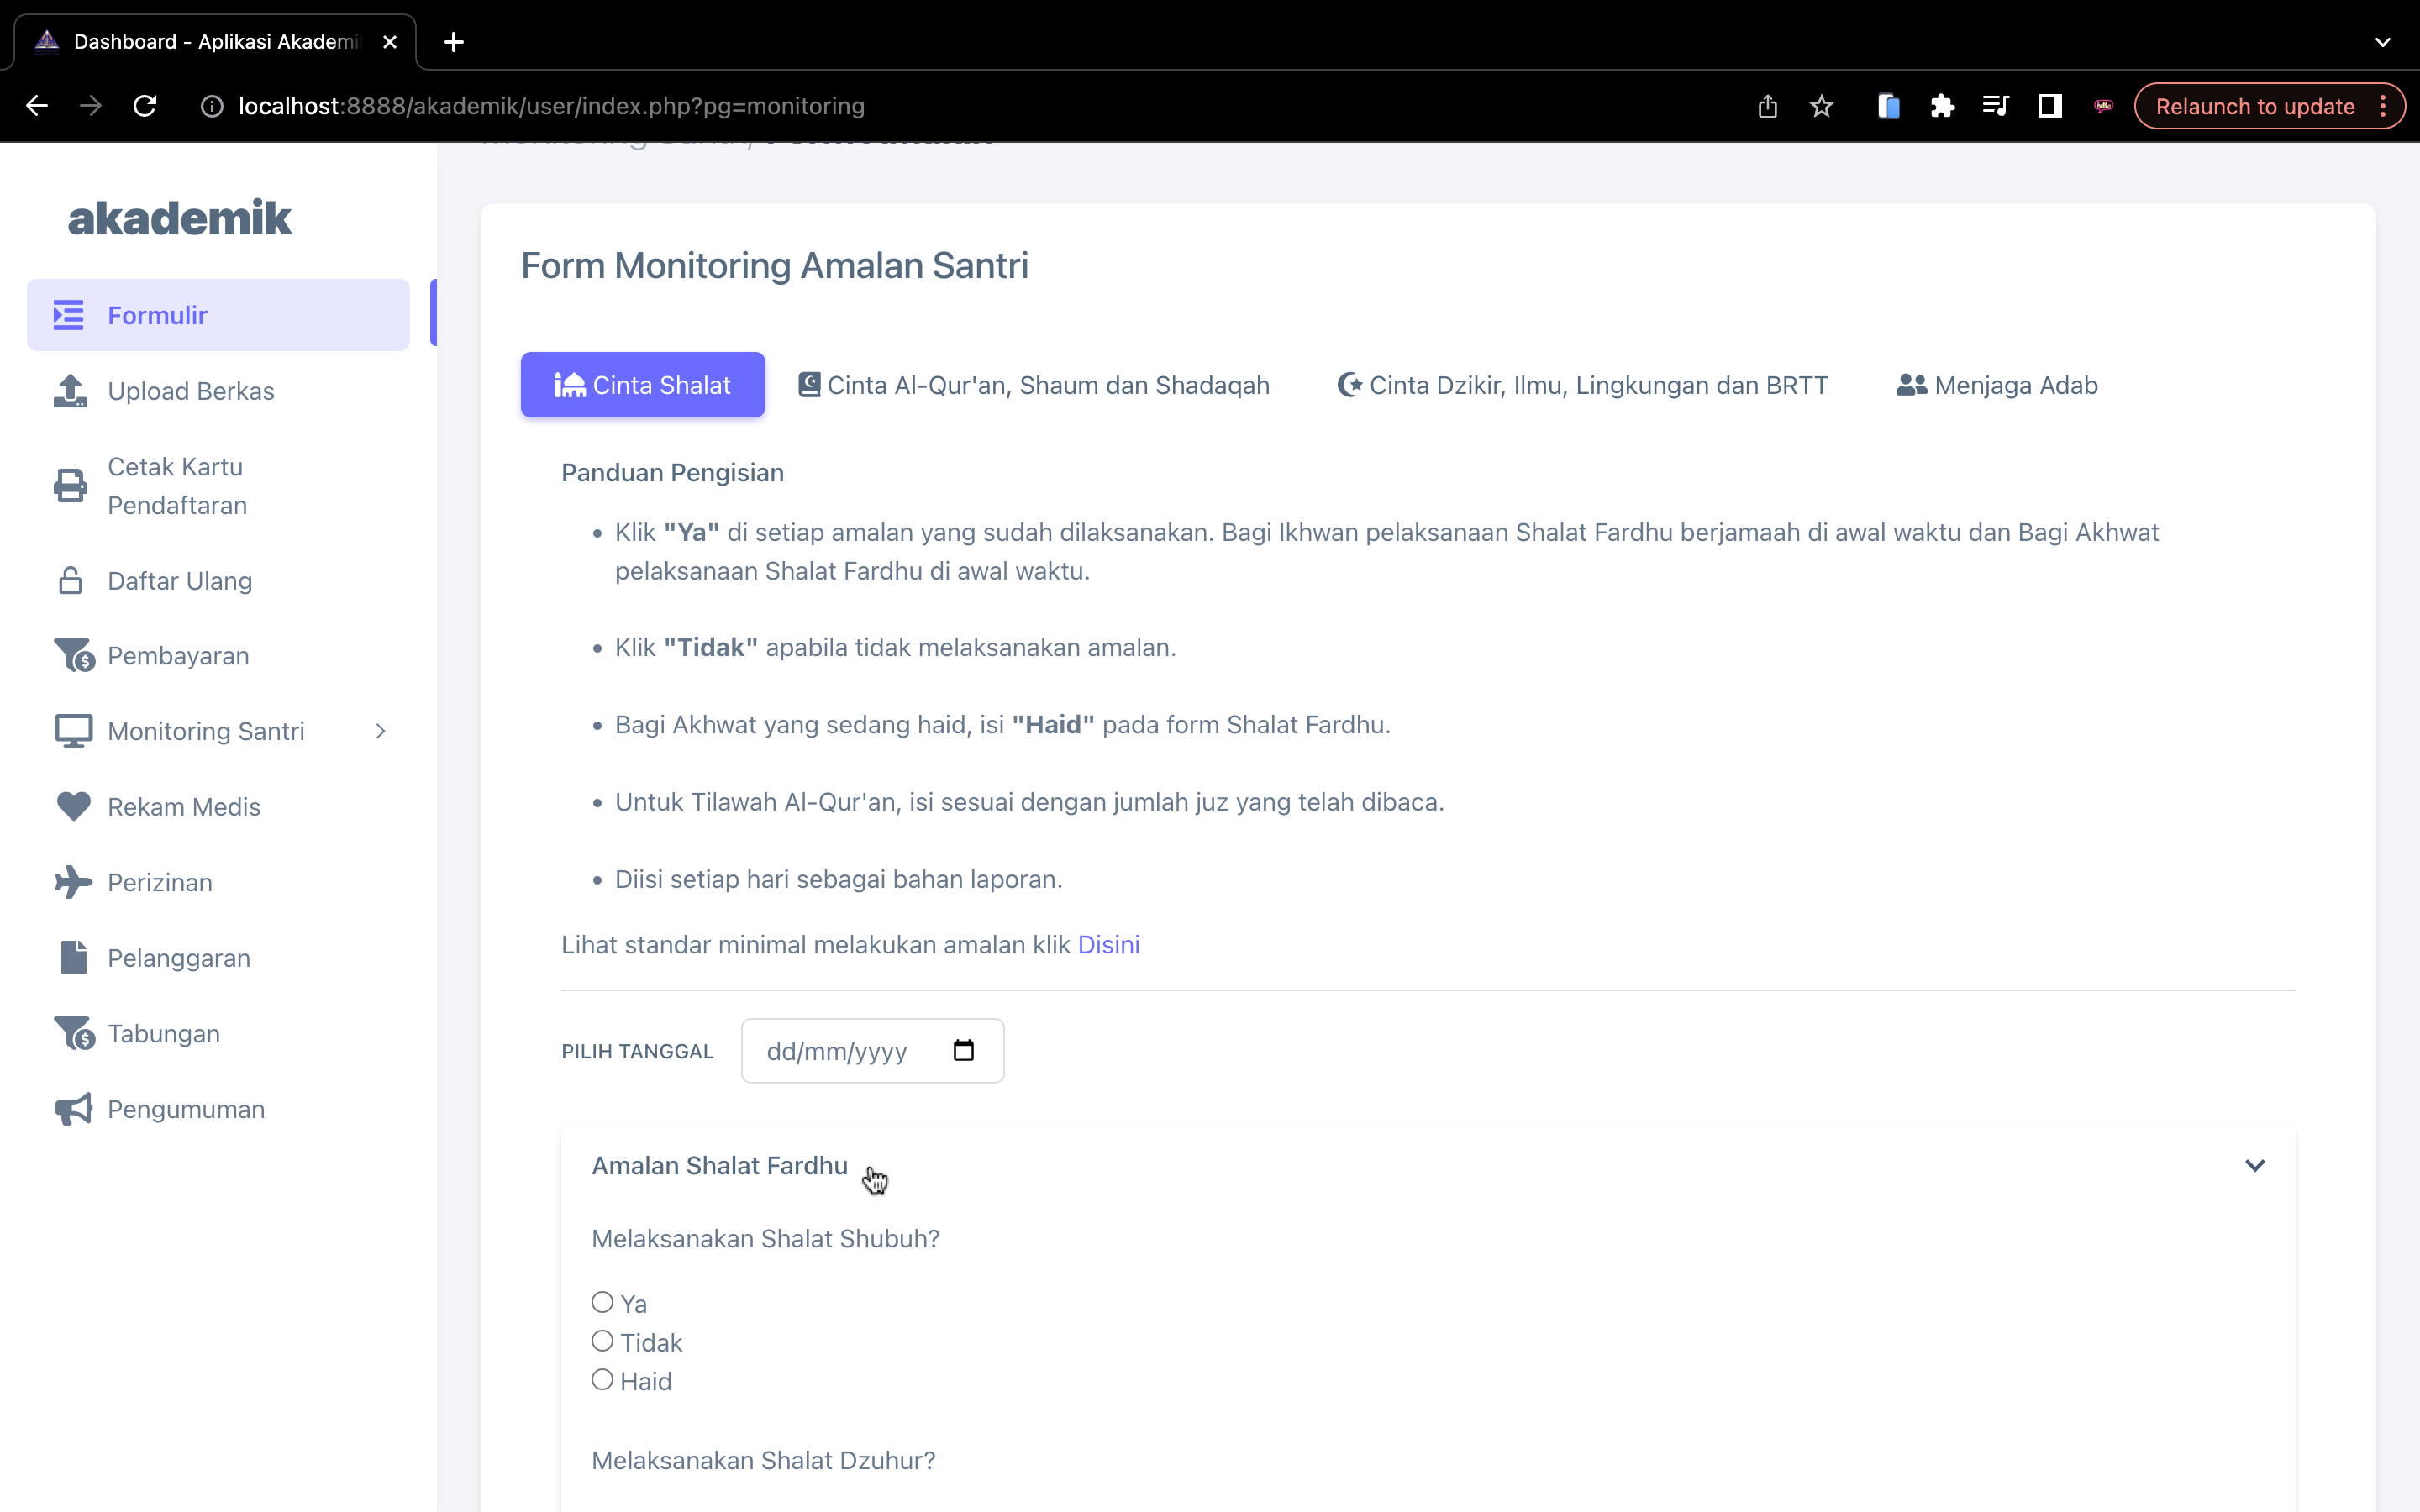 Dashboard - Aplikasi Akademi
localhost:8888/akademik/user/index.php?pg=monitoring
Relaunch to update
akademik
Formulir
Upload Berkas
Cetak Kartu
Pendaftaran
Daftar Ulang
Pembayaran
Monitoring Santri
Rekam Medis
Perizinan
Pelanggaran
Tabungan
Pengumuman
Form Monitoring Amalan Santri
Cinta Shalat
Cinta Al-Qur'an, Shaum dan Shadaqah
Cinta Dzikir, Ilmu, Lingkungan dan BRTT
Menjaga Adab
Panduan Pengisian
Klik "Ya" di setiap amalan yang sudah dilaksanakan. Bagi Ikhwan pelaksanaan Shalat Fardhu berjamaah di awal waktu dan Bagi Akhwat
pelaksanaan Shalat Fardhu di awal waktu.
Klik "Tidak" apabila tidak melaksanakan amalan.
Bagi Akhwat yang sedang haid, isi "Haid" pada form Shalat Fardhu.
Untuk Tilawah Al-Qur'an, isi sesuai dengan jumlah juz yang telah dibaca.
Diisi setiap hari sebagai bahan laporan.
Lihat standar minimal melakukan amalan klik Disini
PILIH TANGGAL
dd/mm/yyyy
Amalan Shalat Fardhu
Melaksanakan Shalat Shubuh?
Ya
Tidak
Haid
Melaksanakan Shalat Dzuhur?